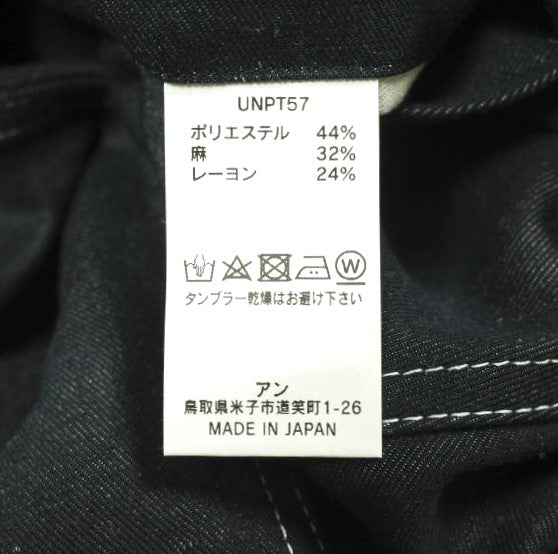 UNPT57
ポリエステル 44%
麻 32%
レーヨン 24%
W
タンブラー乾燥はお避け下さい
アン
鳥取県米子市道笑町1-26
MADE IN JAPAN